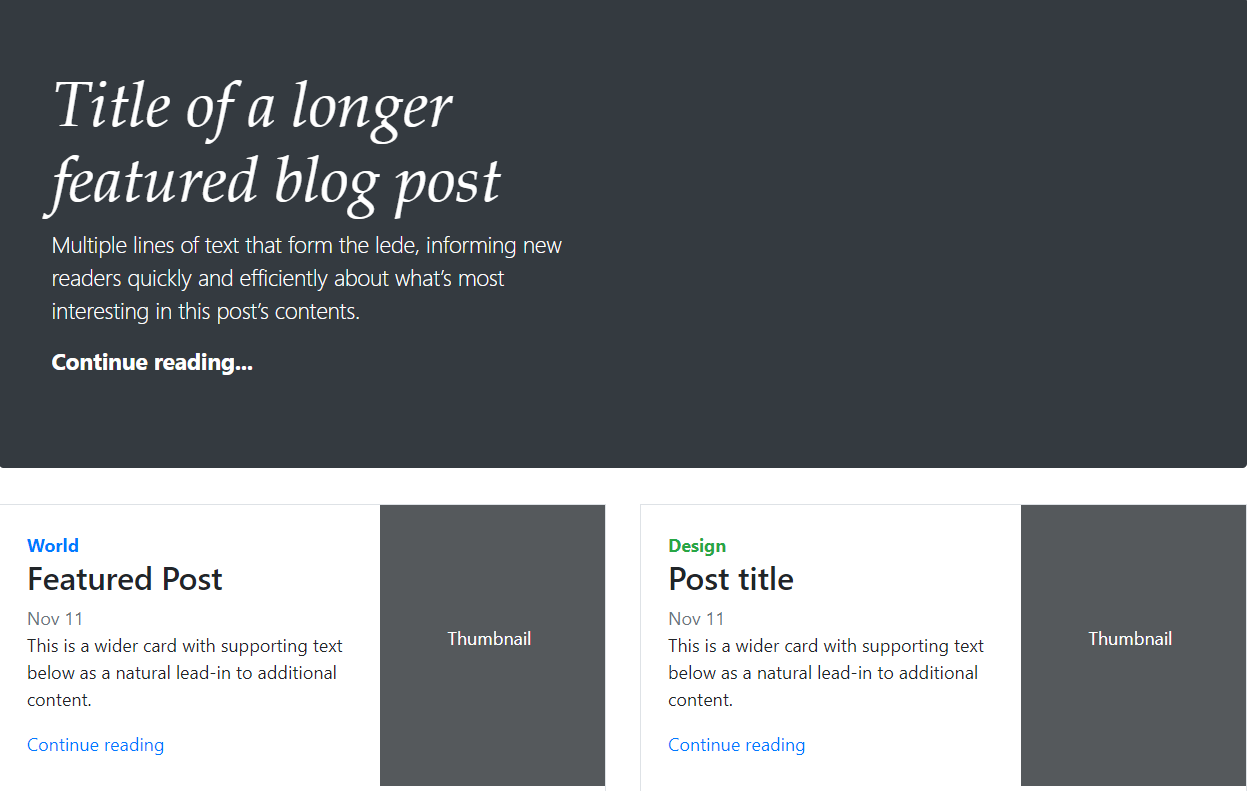 Title of a longer
featured blog post
Multiple lines of text that form the lede, informing new
readers quickly and efficiently about what’s most
interesting in this post’s contents.
Continue reading...
World
Featured Post
Nov 11
This is a wider card with supporting text
below as a natural lead-in to additional
content.
Continue reading
Thumbnail
Design
Post title
Nov 11
This is a wider card with supporting text
below as a natural lead-in to additional
content.
Continue reading
Thumbnail